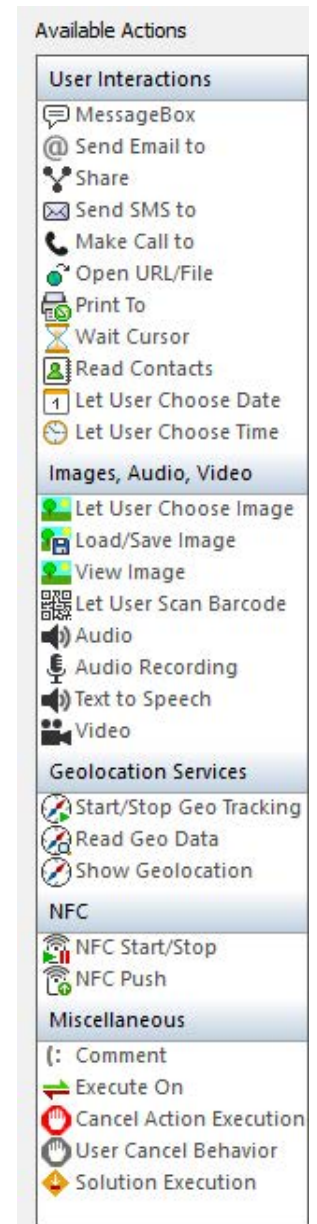 Available Actions
User Interactions
MessageBox
Send Email to
Share
Send SMS to
Make Call to
Open URL/File
Print To
Wait Cursor
Read Contacts
Let User Choose Date
Let User Choose Time
Images, Audio, Video
Let User Choose Image
Load/Save Image
View Image
Let User Scan Barcode
Audio
Audio Recording
Text to Speech
Video
Geolocation Services
Start/Stop Geo Tracking
Read Geo Data
Show Geolocation
NFC
NFC Start/Stop
NFC Push
Miscellaneous
(: Comment
Execute On
Cancel Action Execution
User Cancel Behavior
Solution Execution